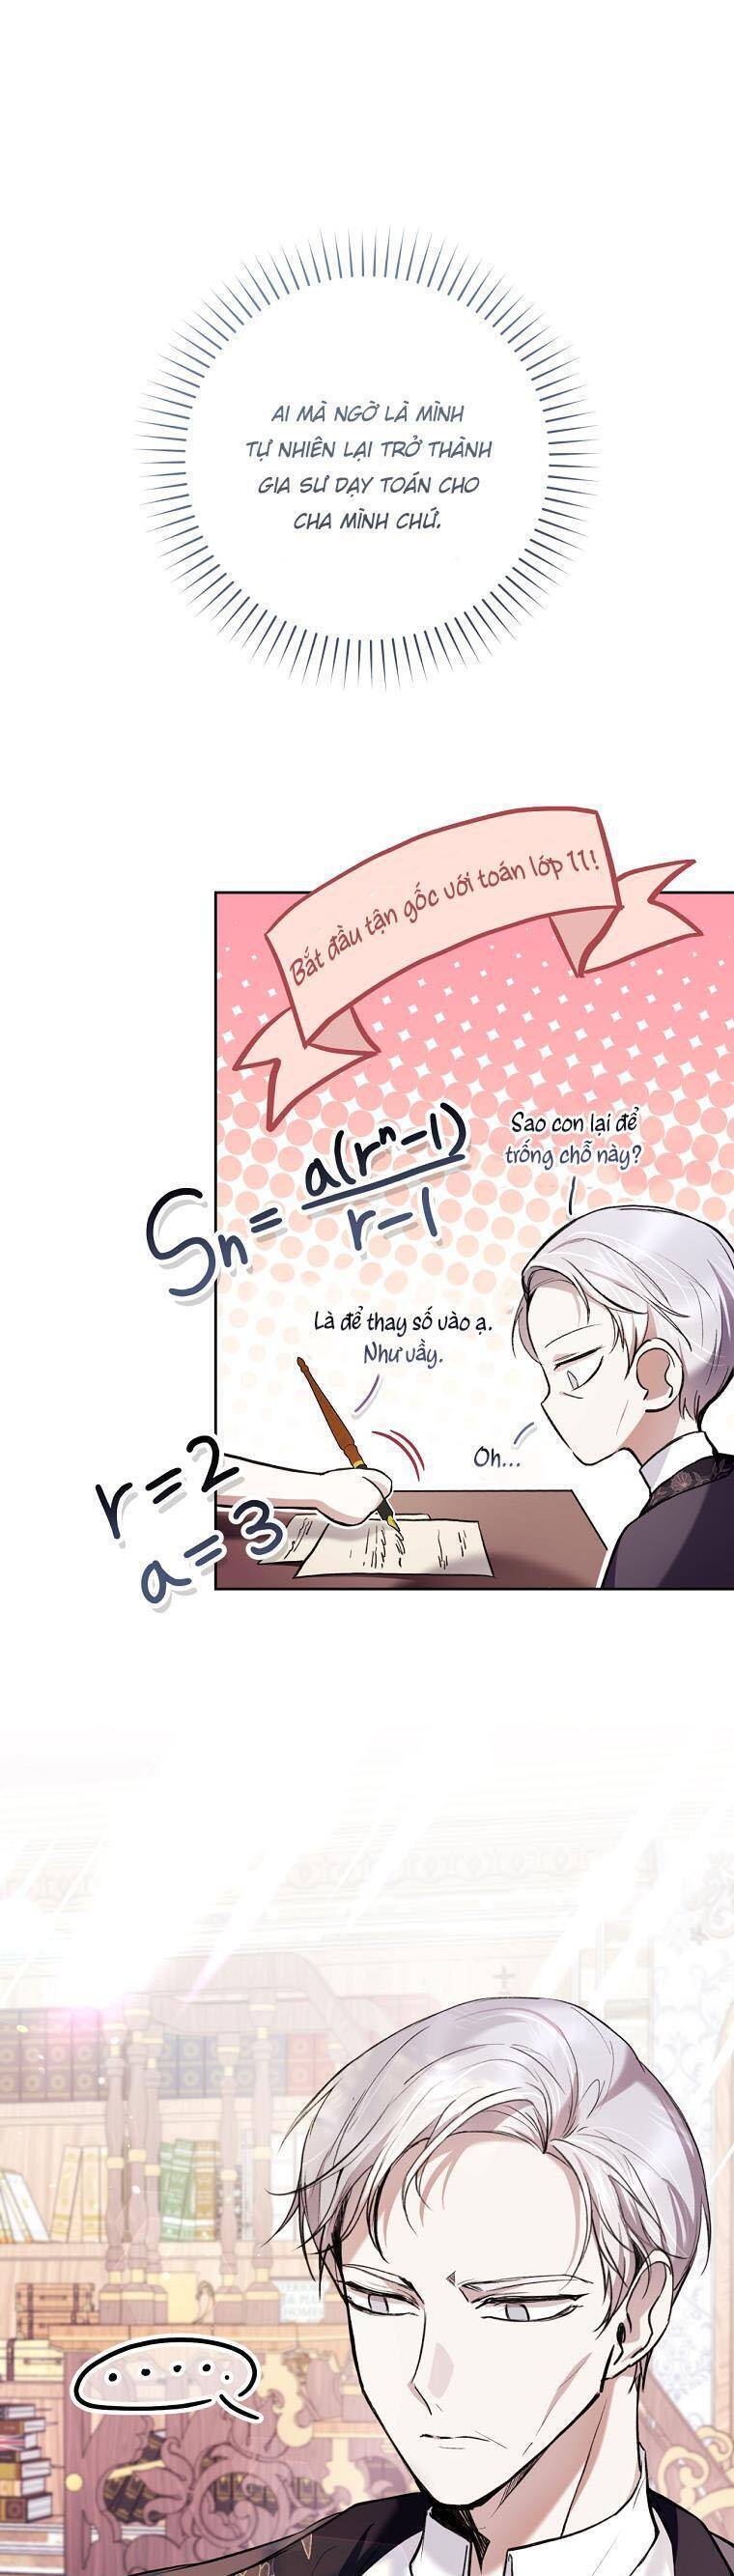 AI MÀ NGỜ LÀ MÌNH
TỰ NHIÊN LẠI TRỞ THÀNH
GIA SƯ DẠY TOÁN CHO
CHA MÌNH CHỨ.
Bắt đầu tận gốc với toán lớp 11!
Sao con lại để
trống chỗ này?
Sn = a(rⁿ-1)
r-1
Là để thay số vào ạ.
Như vầy.
Oh...
r=2
a=3
....